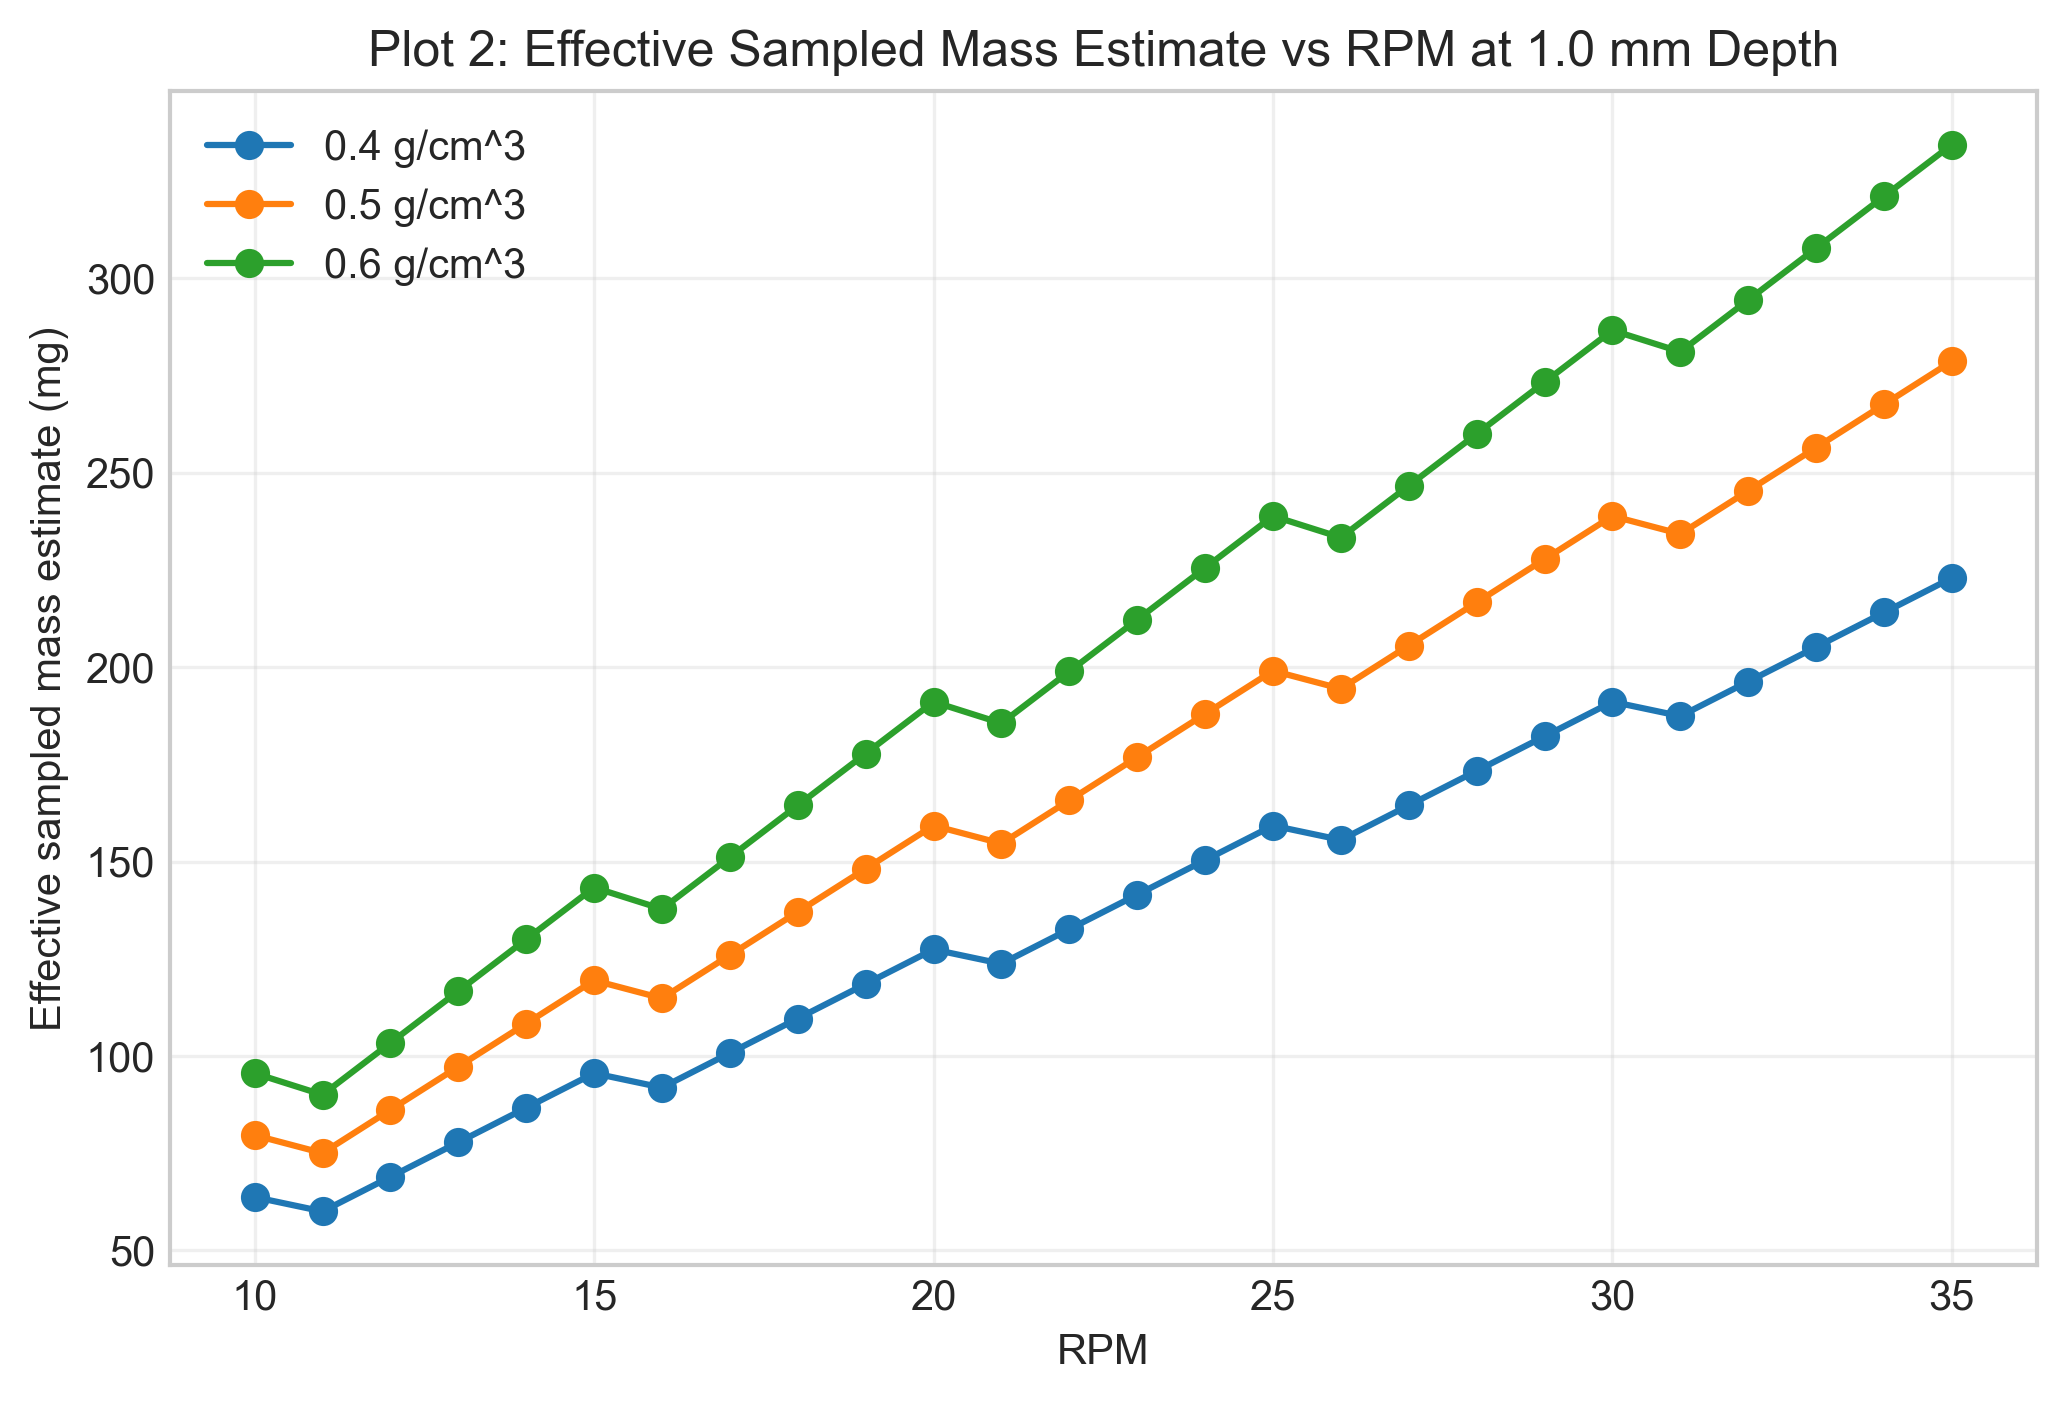 Plot 2: Effective Sampled Mass Estimate vs RPM at 1.0 mm Depth
0.4 g/cm^3
0.5 g/cm^3
0.6 g/cm^3
Effective sampled mass estimate (mg)
300
250
200
150
100
50
10 15 20 25 30 35
RPM